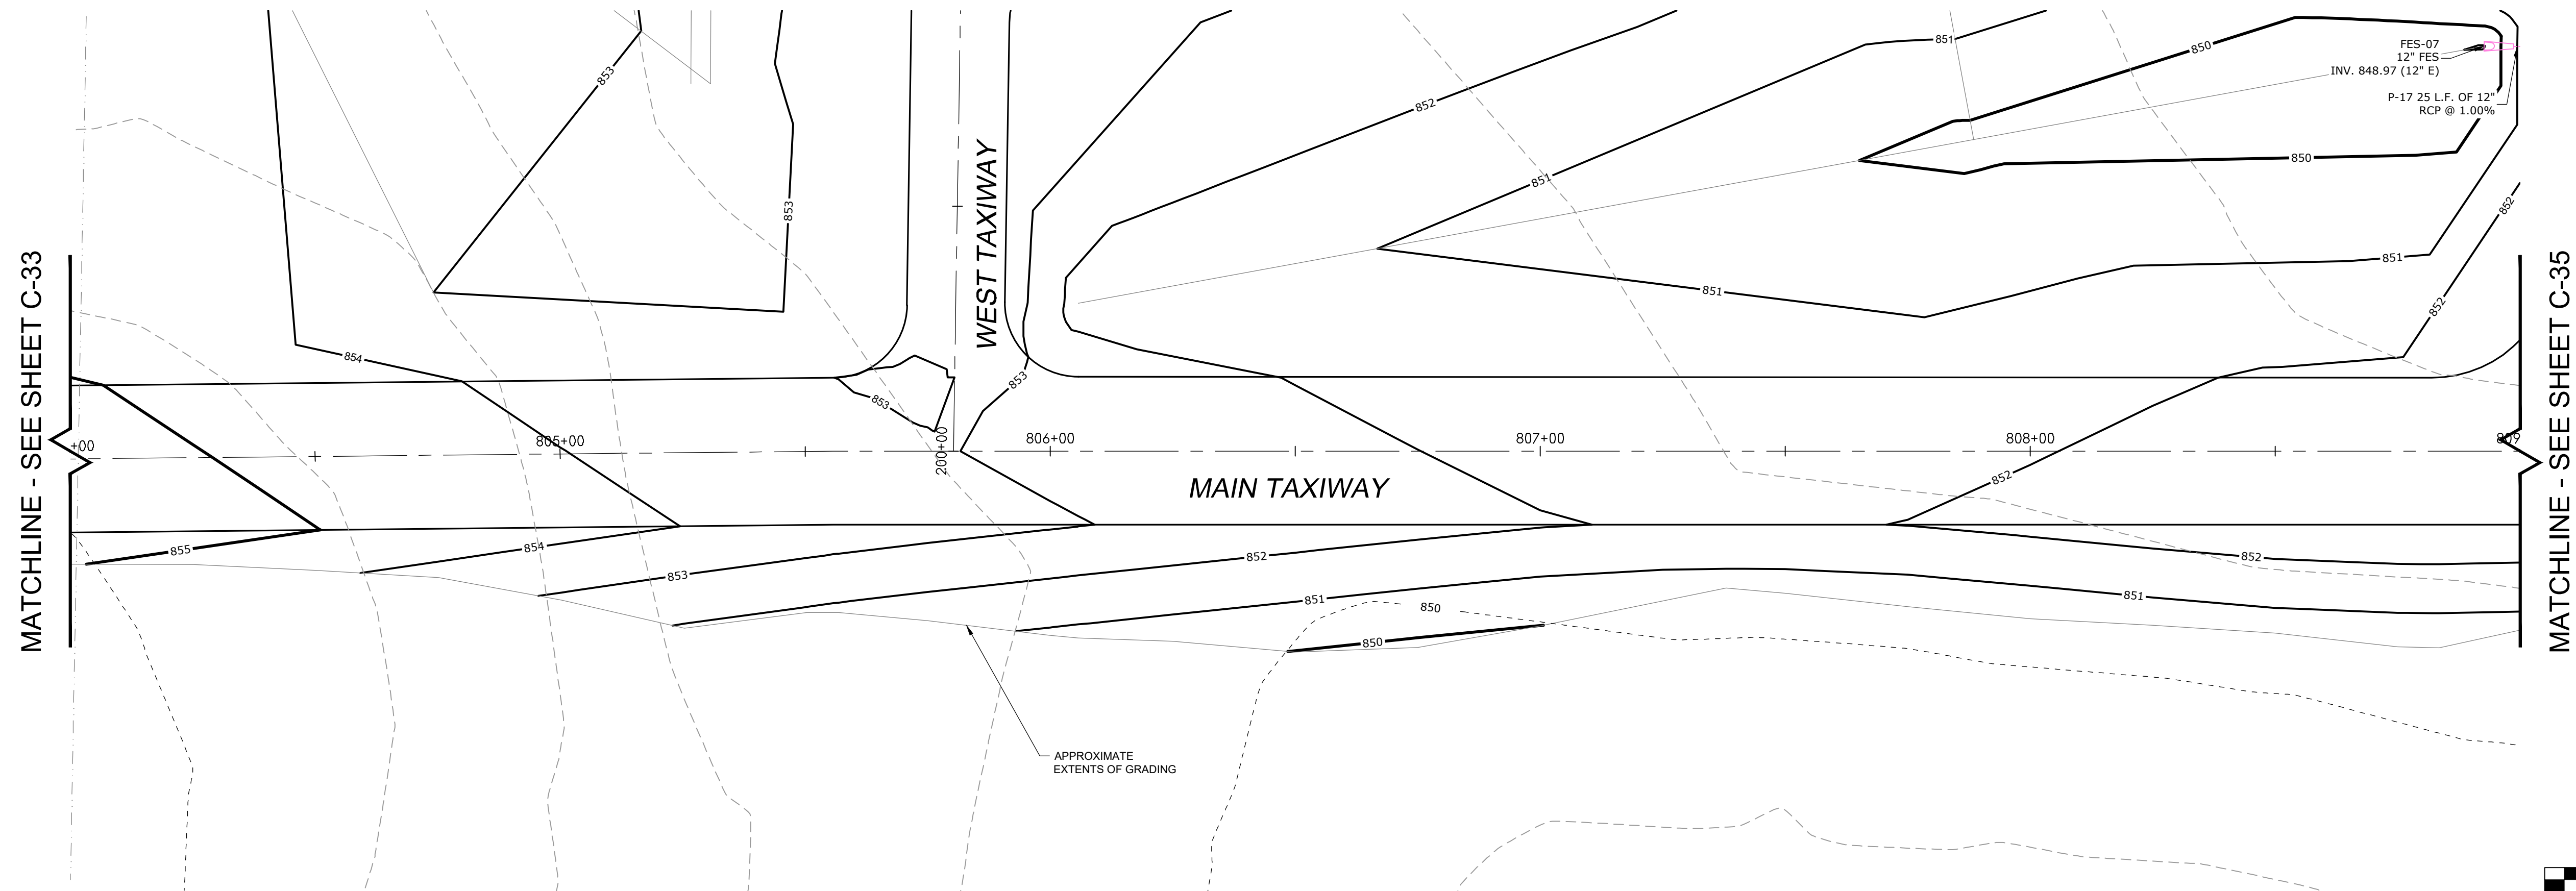 850
851
FES-07
12" FES
INV. 848.97 (12" E)
P-17 25 L.F. OF 12"
RCP @ 1.00%
853
852
850
851
853
852
WEST TAXIWAY
851
851
852
854
853
853
MATCHLINE - SEE SHEET C-33
+00
805+00
200+00
806+00
807+00
808+00
809
MATCHLINE - SEE SHEET C-35
MAIN TAXIWAY
852
855
854
853
852
852
851
851
850
850
APPROXIMATE
EXTENTS OF GRADING